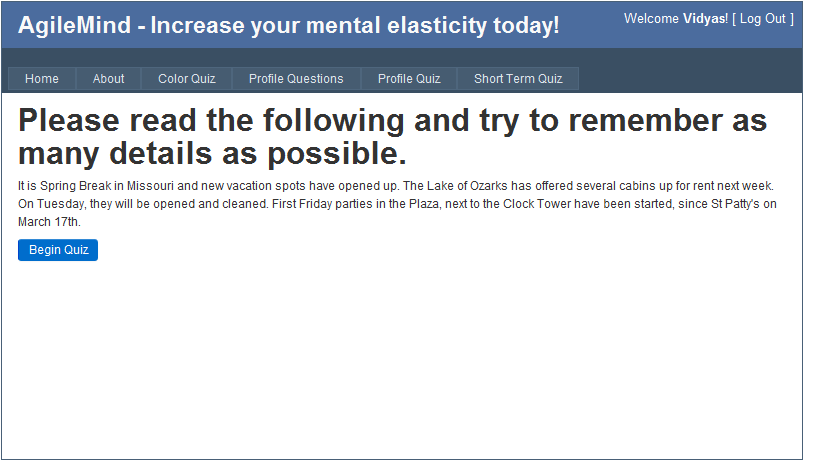 AgileMind - Increase your mental elasticity today!
Welcome Vidyas! [ Log Out ]
Home About Color Quiz Profile Questions Profile Quiz Short Term Quiz
Please read the following and try to remember as
many details as possible.
It is Spring Break in Missouri and new vacation spots have opened up. The Lake of Ozarks has offered several cabins up for rent next week.
On Tuesday, they will be opened and cleaned. First Friday parties in the Plaza, next to the Clock Tower have been started, since St Patty's on
March 17th.
Begin Quiz